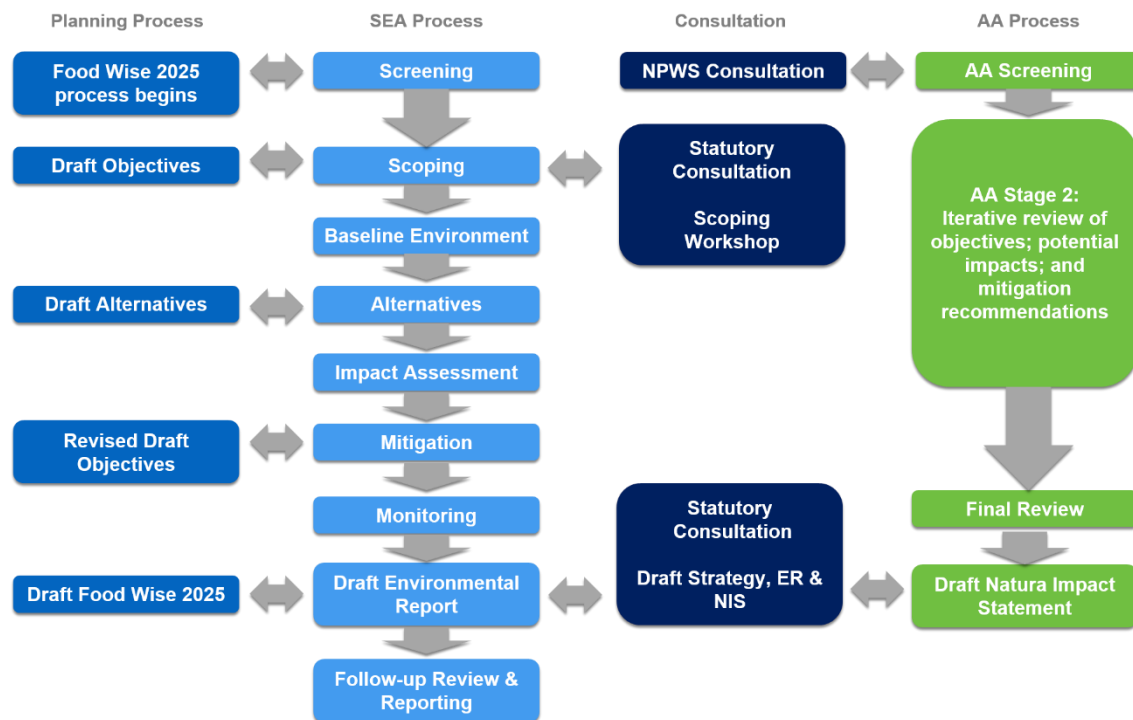 Planning Process
SEA Process
Consultation
AA Process
Food Wise 2025
process begins
Screening
NPWS Consultation
AA Screening
Draft Objectives
Scoping
Statutory
Consultation
Scoping
Workshop
AA Stage 2:
Iterative review of
objectives; potential
impacts; and
mitigation
recommendations
Baseline Environment
Draft Alternatives
Alternatives
Impact Assessment
Revised Draft
Objectives
Mitigation
Monitoring
Statutory
Consultation
Draft Strategy, ER &
NIS
Final Review
Draft Food Wise 2025
Draft Environmental
Report
Draft Natura Impact
Statement
Follow-up Review &
Reporting